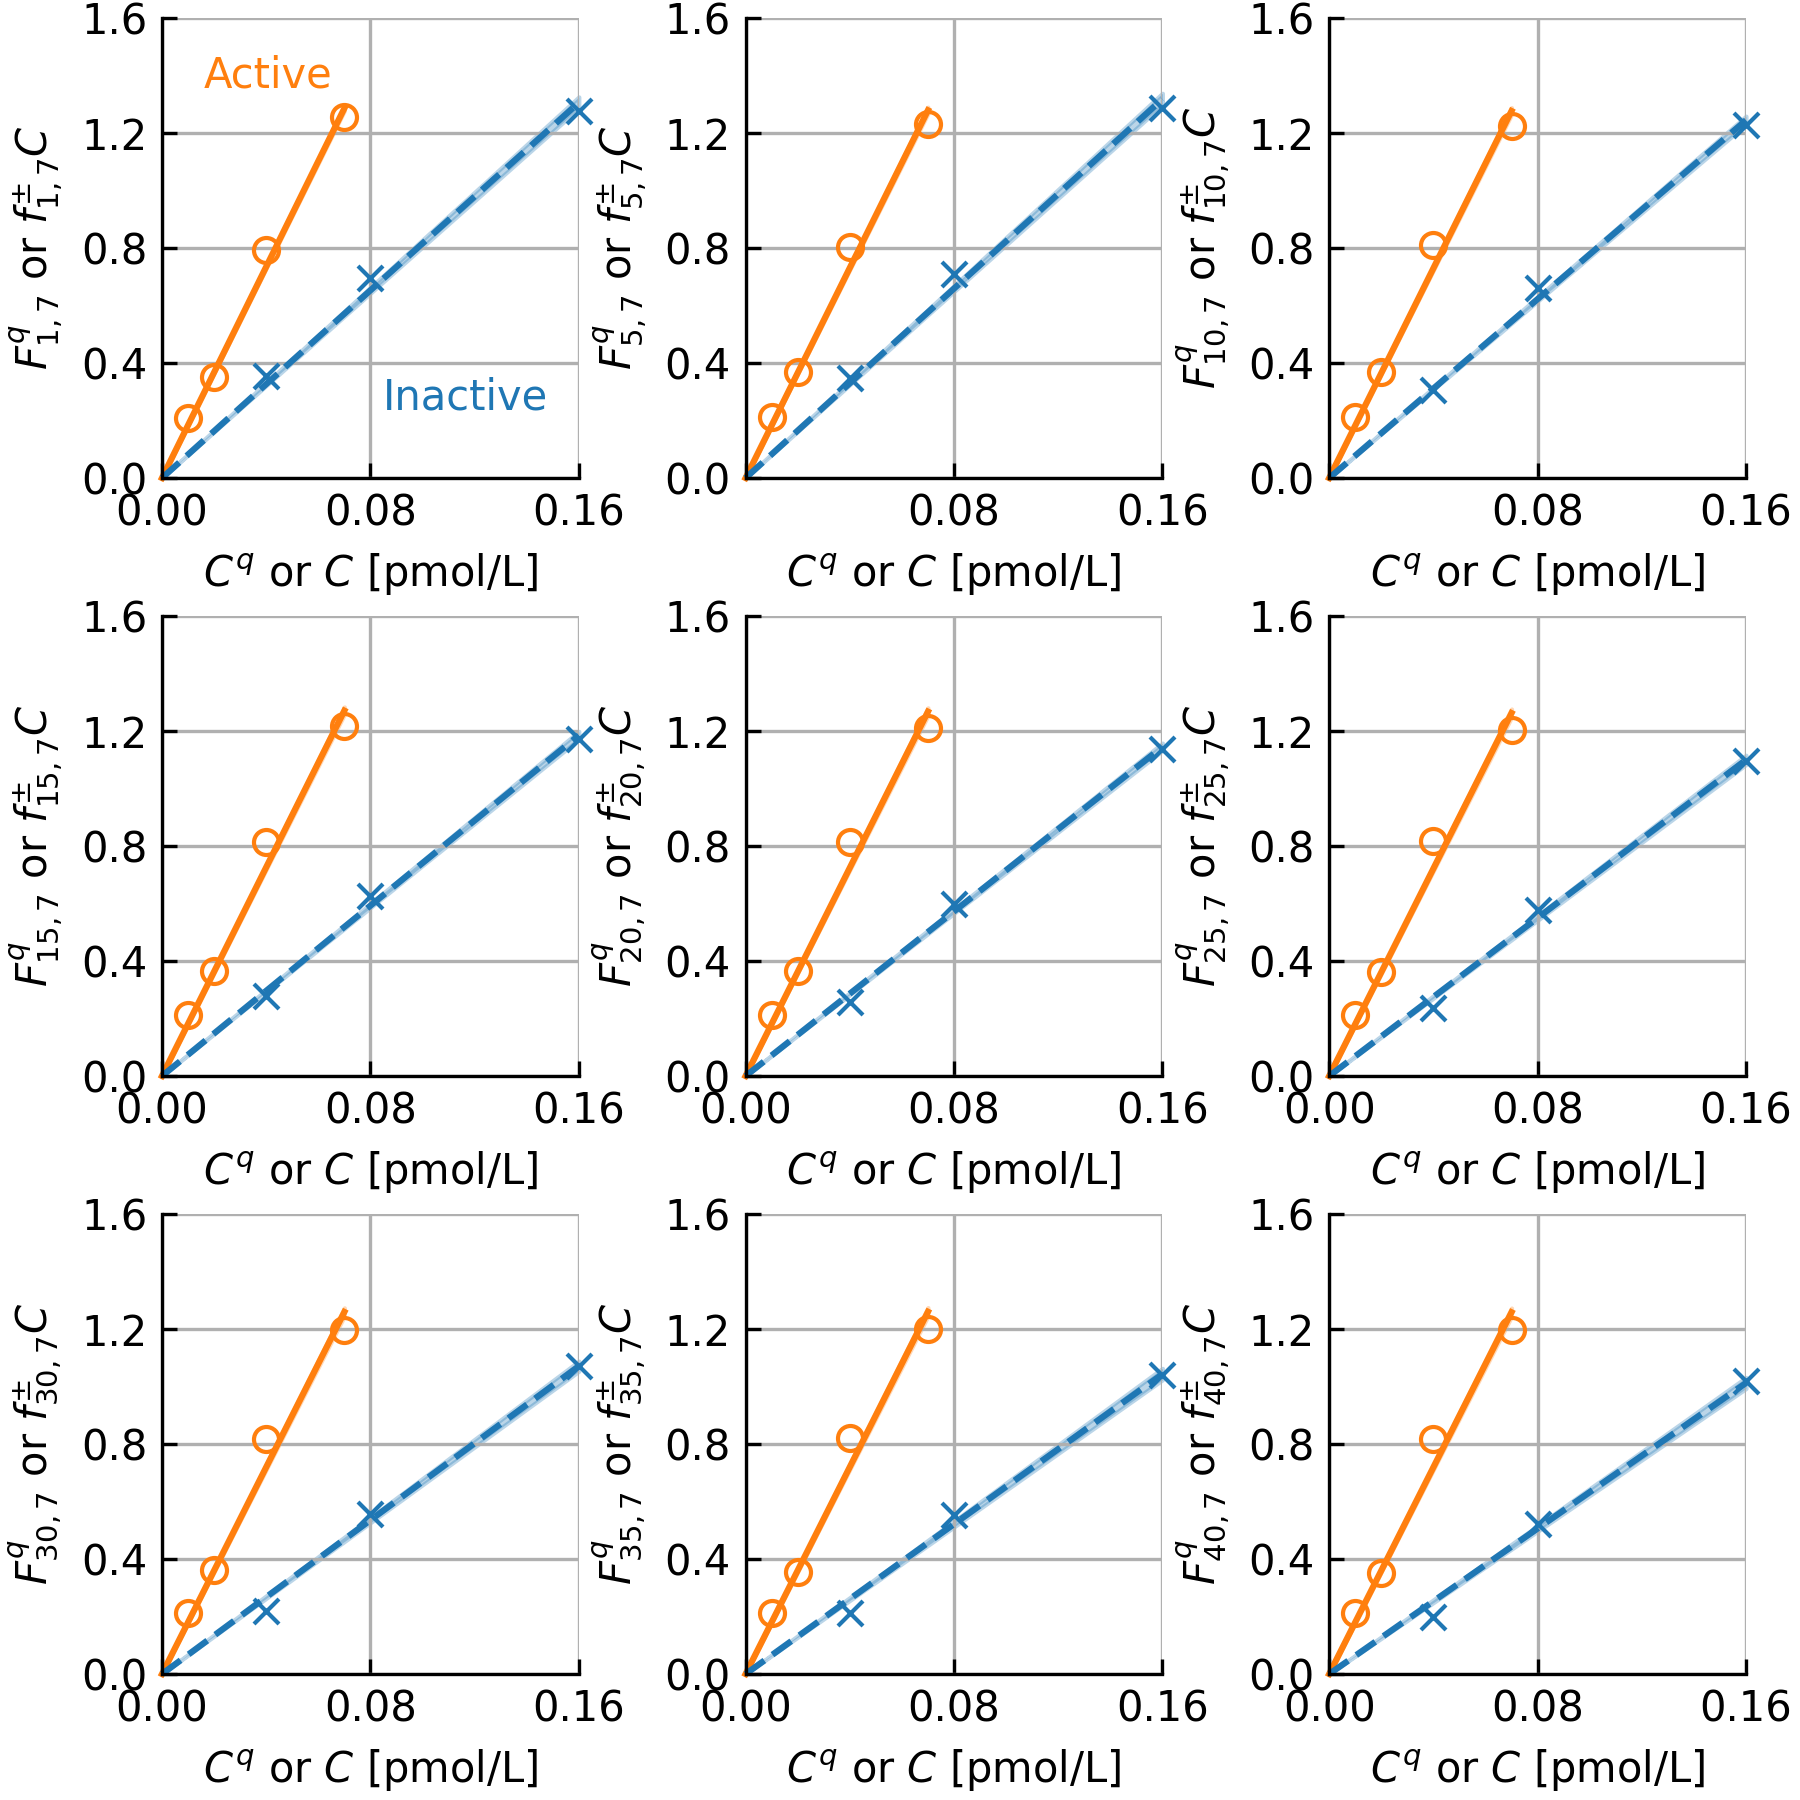 1.6
1.2
0.8
0.4
0.0
Active
Inactive
0.00 0.08 0.16
C^q or C [pmol/L]
F^q_{1,7} or f^±_{1,7}C
1.6
1.2
0.8
0.4
0.0
0.08 0.16
C^q or C [pmol/L]
F^q_{5,7} or f^±_{5,7}C
1.6
1.2
0.8
0.4
0.0
0.08 0.16
C^q or C [pmol/L]
F^q_{10,7} or f^±_{10,7}C
1.6
1.2
0.8
0.4
0.0
0.00 0.08 0.16
C^q or C [pmol/L]
F^q_{15,7} or f^±_{15,7}C
1.6
1.2
0.8
0.4
0.0
0.00 0.08 0.16
C^q or C [pmol/L]
F^q_{20,7} or f^±_{20,7}C
1.6
1.2
0.8
0.4
0.0
0.00 0.08 0.16
C^q or C [pmol/L]
F^q_{25,7} or f^±_{25,7}C
1.6
1.2
0.8
0.4
0.0
0.00 0.08 0.16
C^q or C [pmol/L]
F^q_{30,7} or f^±_{30,7}C
1.6
1.2
0.8
0.4
0.0
0.00 0.08 0.16
C^q or C [pmol/L]
F^q_{35,7} or f^±_{35,7}C
1.6
1.2
0.8
0.4
0.0
0.00 0.08 0.16
C^q or C [pmol/L]
F^q_{40,7} or f^±_{40,7}C